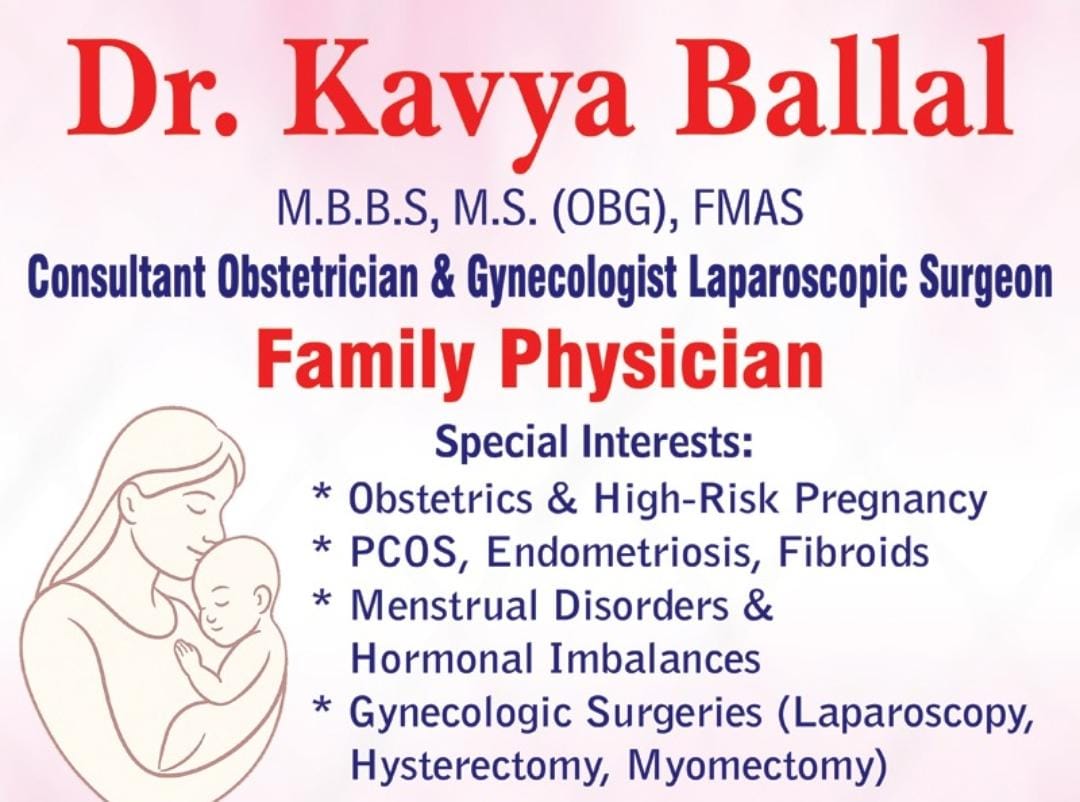 Dr. Kavya Ballal
M.B.B.S, M.S. (OBG), FMAS
Consultant Obstetrician & Gynecologist Laparoscopic Surgeon
Family Physician
Special Interests:
* Obstetrics & High-Risk Pregnancy
* PCOS, Endometriosis, Fibroids
* Menstrual Disorders &
Hormonal Imbalances
* Gynecologic Surgeries (Laparoscopy,
Hysterectomy, Myomectomy)